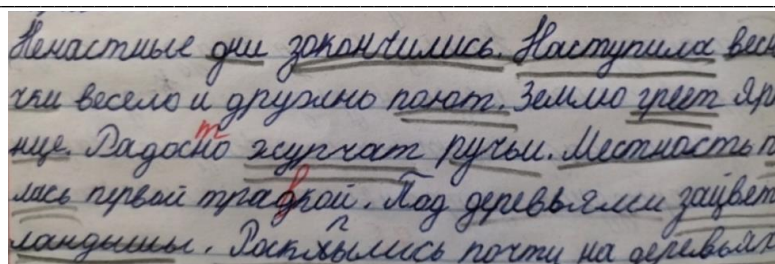 Ненастные дни закончились. Наступила весн
чки весело и дружно поют. Землю греет яр
нце. Радосно журчат ручьи. Местность п
лась первой травкой. Под деревьями зацвет
ландыши. Раскрылись почти на деревьях